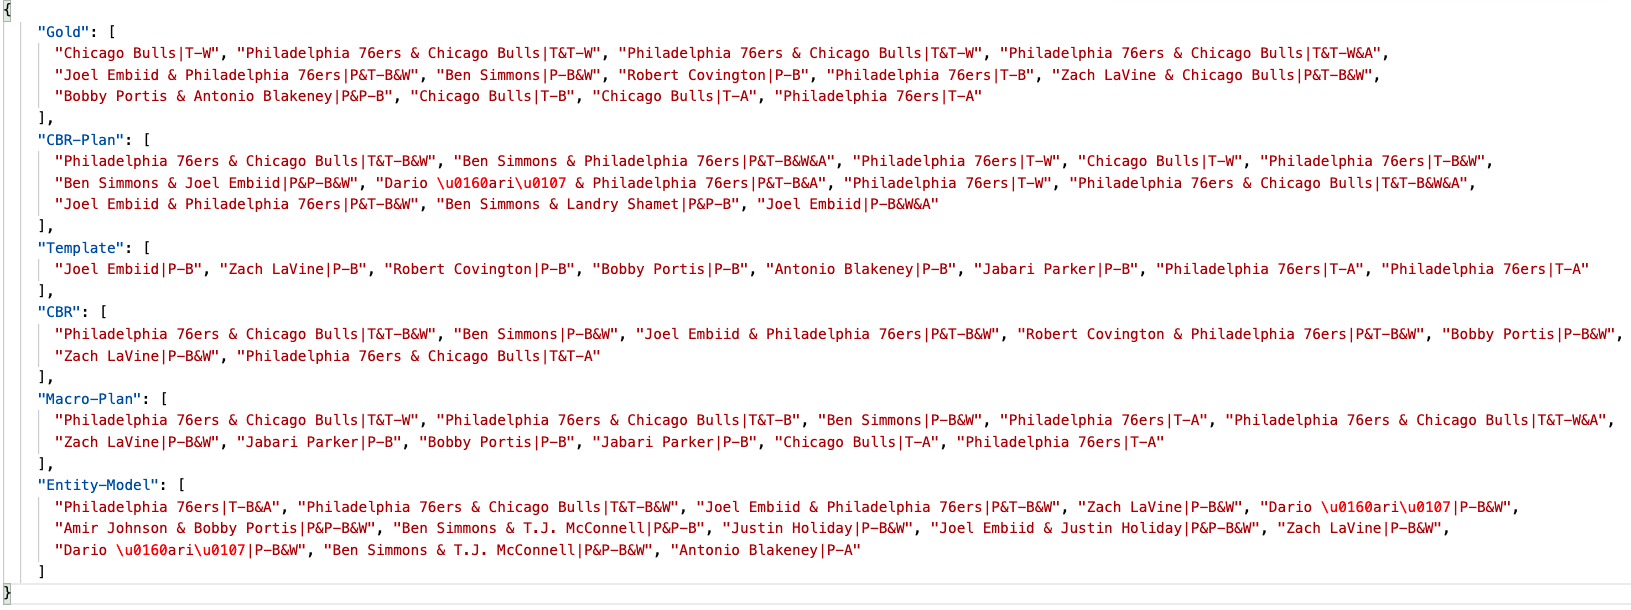 {
"Gold": [
"Chicago Bulls|T-W", "Philadelphia 76ers & Chicago Bulls|T&T-W", "Philadelphia 76ers & Chicago Bulls|T&T-W", "Philadelphia 76ers & Chicago Bulls|T&T-W&A",
"Joel Embiid & Philadelphia 76ers|P&T-B&W", "Ben Simmons|P-B&W", "Robert Covington|P-B", "Philadelphia 76ers|T-B", "Zach LaVine & Chicago Bulls|P&T-B&W",
"Bobby Portis & Antonio Blakeney|P&P-B", "Chicago Bulls|T-B", "Chicago Bulls|T-A", "Philadelphia 76ers|T-A"
],
"CBR-Plan": [
"Philadelphia 76ers & Chicago Bulls|T&T-B&W", "Ben Simmons & Philadelphia 76ers|P&T-B&W&A", "Philadelphia 76ers|T-W", "Chicago Bulls|T-W", "Philadelphia 76ers|T-B&W",
"Ben Simmons & Joel Embiid|P&P-B&W", "Dario \u0160ari\u0107 & Philadelphia 76ers|P&T-B&A", "Philadelphia 76ers|T-W", "Philadelphia 76ers & Chicago Bulls|T&T-B&W&A",
"Joel Embiid & Philadelphia 76ers|P&T-B&W", "Ben Simmons & Landry Shamet|P&P-B", "Joel Embiid|P-B&W&A"
],
"Template": [
"Joel Embiid|P-B", "Zach LaVine|P-B", "Robert Covington|P-B", "Bobby Portis|P-B", "Antonio Blakeney|P-B", "Jabari Parker|P-B", "Philadelphia 76ers|T-A", "Philadelphia 76ers|T-A"
],
"CBR": [
"Philadelphia 76ers & Chicago Bulls|T&T-B&W", "Ben Simmons|P-B&W", "Joel Embiid & Philadelphia 76ers|P&T-B&W", "Robert Covington & Philadelphia 76ers|P&T-B&W", "Bobby Portis|P-B&W",
"Zach LaVine|P-B&W", "Philadelphia 76ers & Chicago Bulls|T&T-A"
],
"Macro-Plan": [
"Philadelphia 76ers & Chicago Bulls|T&T-W", "Philadelphia 76ers & Chicago Bulls|T&T-B", "Ben Simmons|P-B&W", "Philadelphia 76ers|T-A", "Philadelphia 76ers & Chicago Bulls|T&T-W&A",
"Zach LaVine|P-B&W", "Jabari Parker|P-B", "Bobby Portis|P-B", "Jabari Parker|P-B", "Chicago Bulls|T-A", "Philadelphia 76ers|T-A"
],
"Entity-Model": [
"Philadelphia 76ers|T-B&A", "Philadelphia 76ers & Chicago Bulls|T&T-B&W", "Joel Embiid & Philadelphia 76ers|P&T-B&W", "Zach LaVine|P-B&W", "Dario \u0160ari\u0107|P-B&W",
"Amir Johnson & Bobby Portis|P&P-B&W", "Ben Simmons & T.J. McConnell|P&P-B", "Justin Holiday|P-B&W", "Joel Embiid & Justin Holiday|P&P-B&W", "Zach LaVine|P-B&W",
"Dario \u0160ari\u0107|P-B&W", "Ben Simmons & T.J. McConnell|P&P-B&W", "Antonio Blakeney|P-A"
]
}